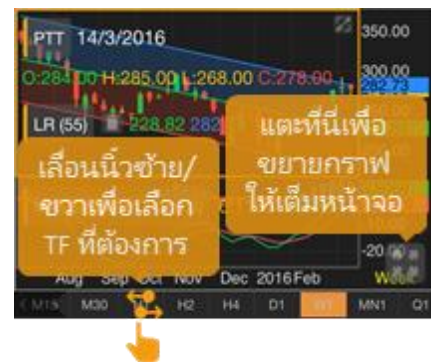 PTT 14/3/2016
350.00
O:284.00 H:285.00 L:268.00 C:278.00
300.00
282.73
LR (55) 228.82 282
แตะที่นี่เพื่อ
ขยายกราฟ
ให้เต็มหน้าจอ
เลื่อนนิ้วซ้าย/
ขวาเพื่อเลือก
TF ที่ต้องการ
-20.00
Aug Sep Oct Nov Dec 2016 Feb Week
M15 M30 H2 H4 D1 W1 MN1 Q1